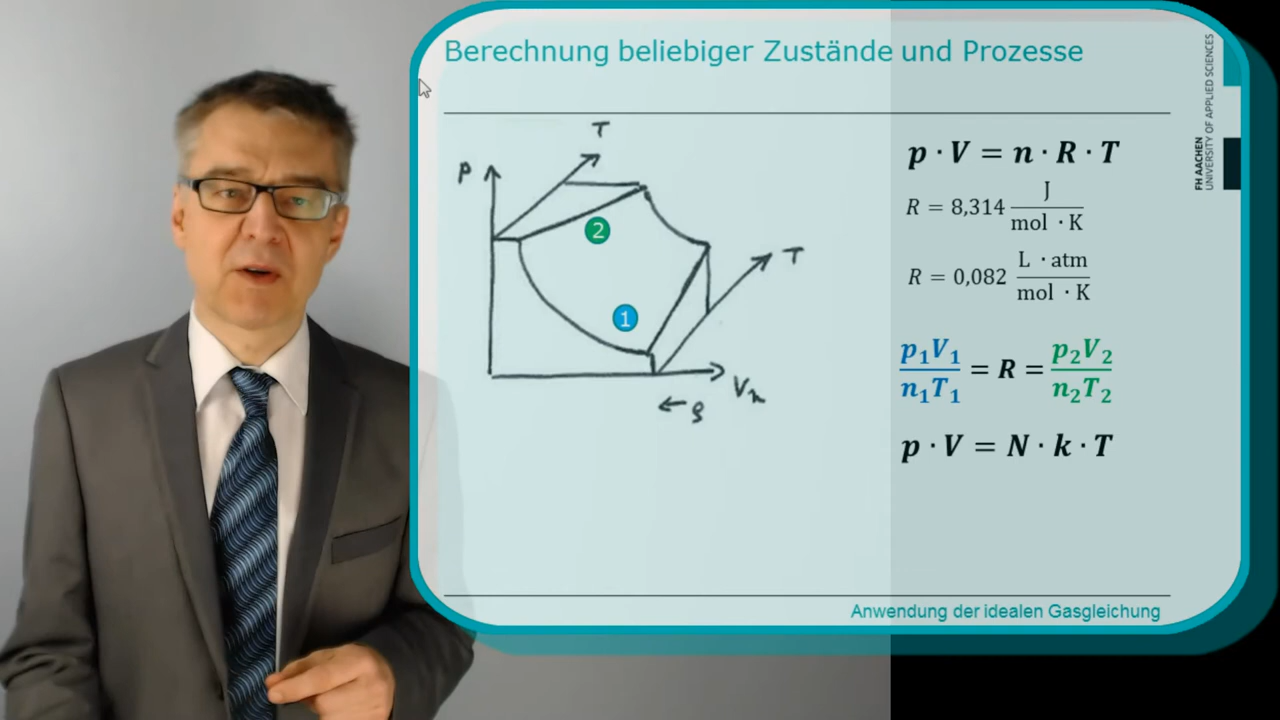 Berechnung beliebiger Zustände und Prozesse
FH AACHEN
UNIVERSITY OF APPLIED SCIENCES
T
p
2
1
T
Vₙ
← ϱ
p · V = n · R · T
R = 8,314 J / mol · K
R = 0,082 L · atm / mol · K
p₁V₁ / n₁T₁ = R = p₂V₂ / n₂T₂
p · V = N · k · T
Anwendung der idealen Gasgleichung